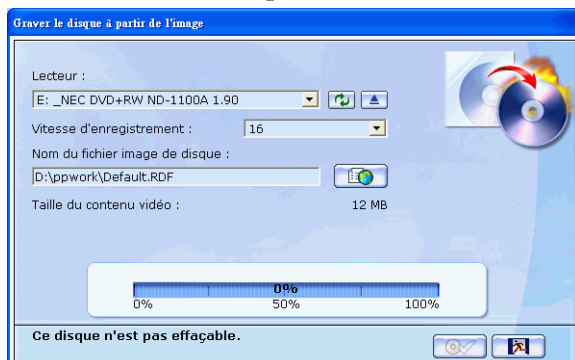 Graver le disque à partir de l'image
Lecteur :
E: _NEC DVD+RW ND-1100A 1.90
Vitesse d'enregistrement : 16
Nom du fichier image de disque :
D:\ppwork\Default.RDF
Taille du contenu vidéo : 12 MB
0%
0% 50% 100%
Ce disque n'est pas effaçable.